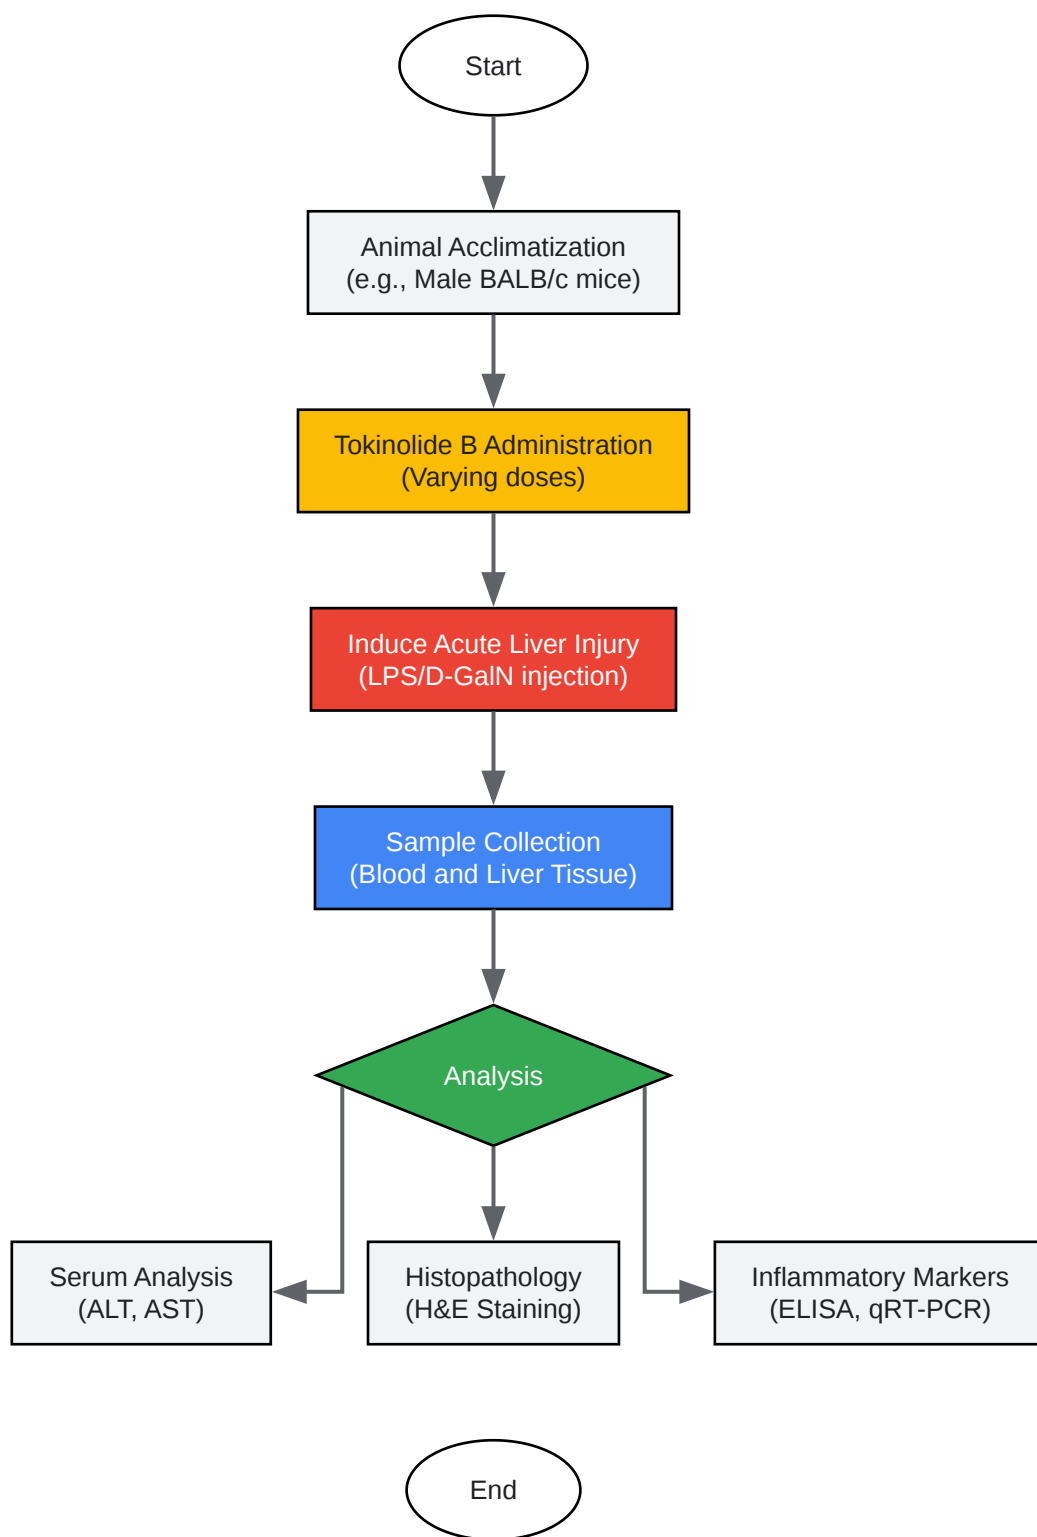 Start
Animal Acclimatization
(e.g., Male BALB/c mice)
Tokinolide B Administration
(Varying doses)
Induce Acute Liver Injury
(LPS/D-GalN injection)
Sample Collection
(Blood and Liver Tissue)
Analysis
Serum Analysis
(ALT, AST)
Histopathology
(H&E Staining)
Inflammatory Markers
(ELISA, qRT-PCR)
End